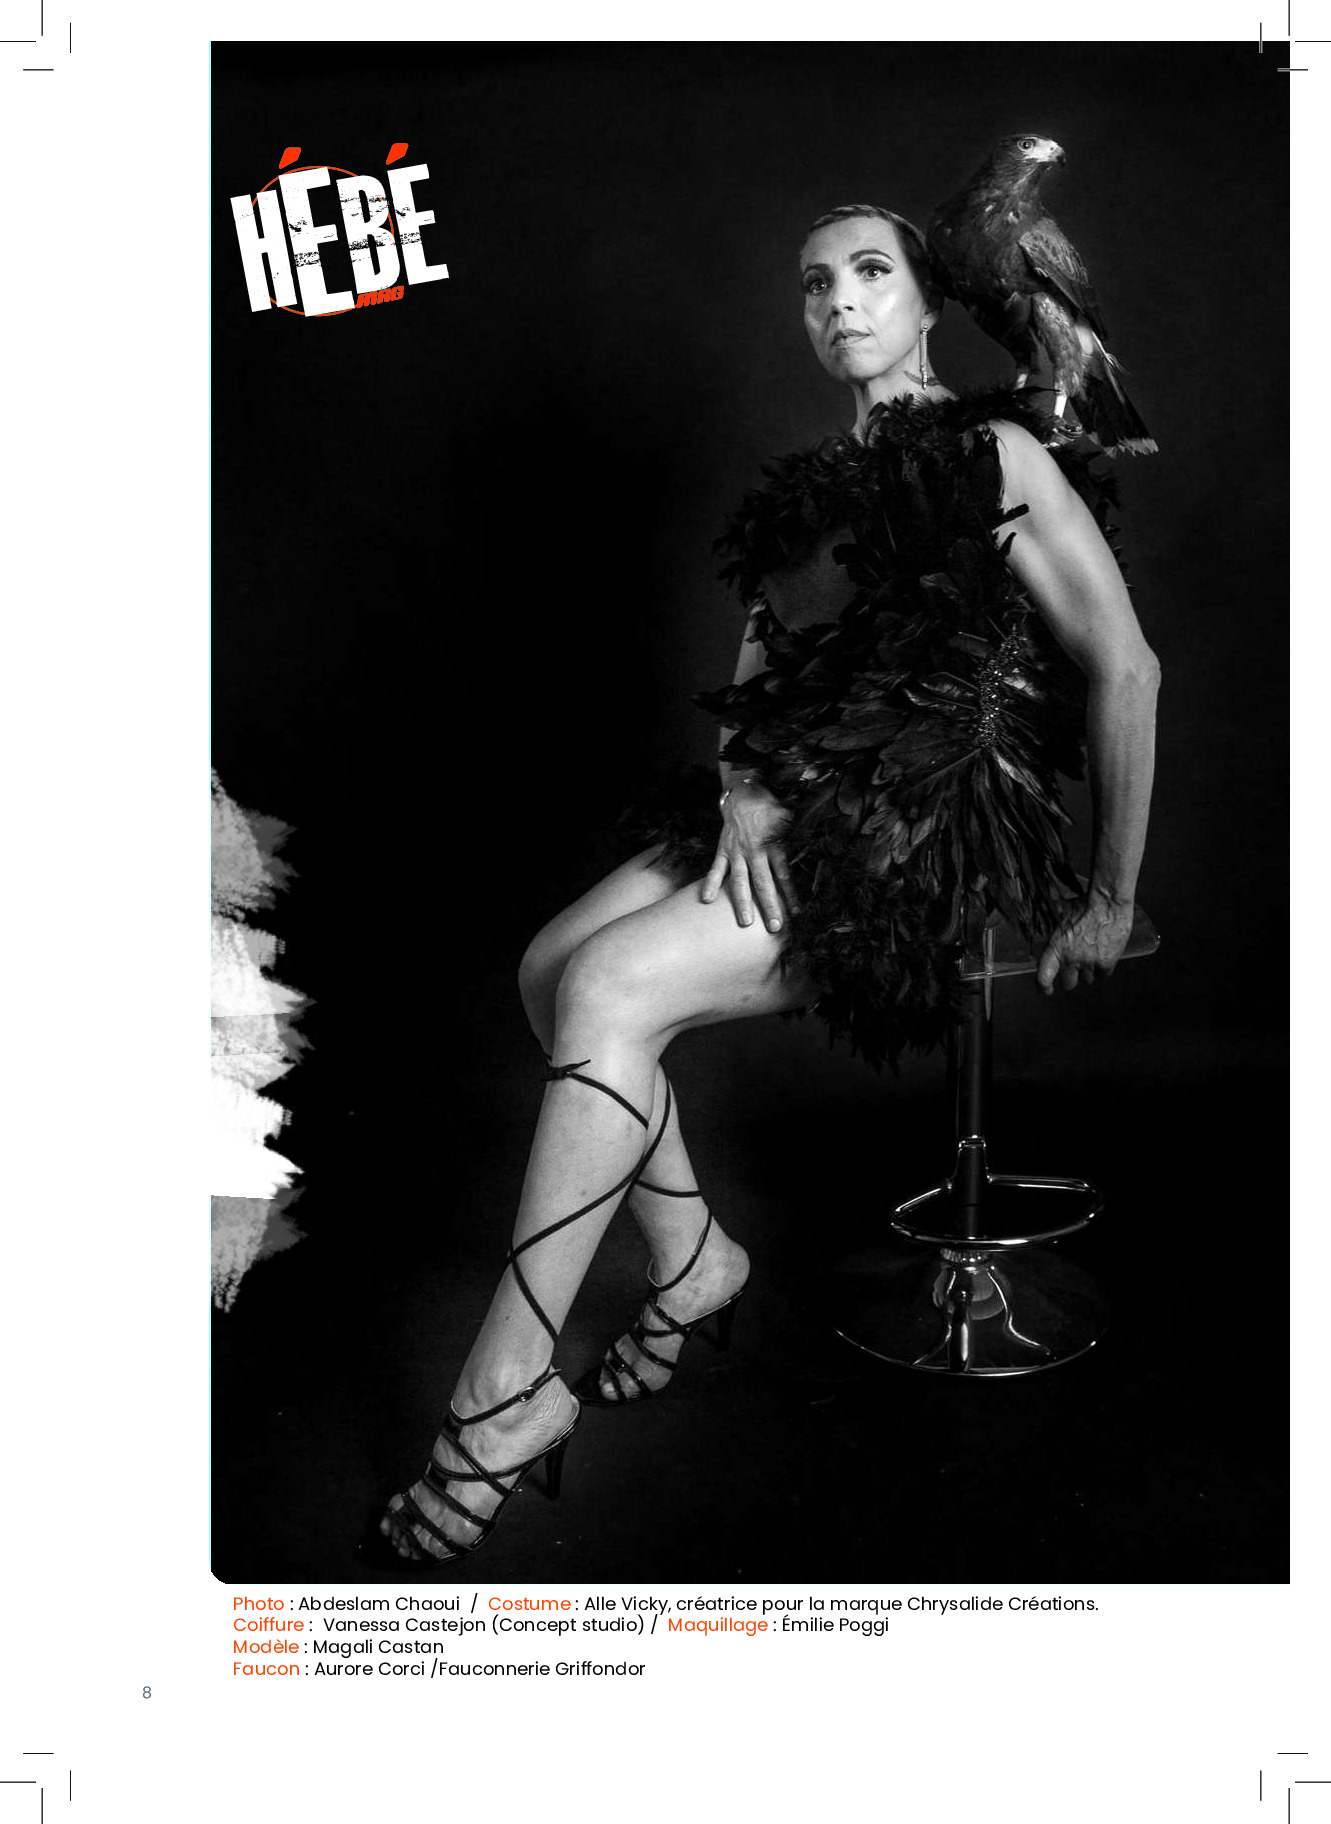 HÉBÉ
MAG
Photo : Abdeslam Chaoui / Costume : Alle Vicky, créatrice pour la marque Chrysalide Créations.
Coiffure : Vanessa Castejon (Concept studio) / Maquillage : Émilie Poggi
Modèle : Magali Castan
Faucon : Aurore Corci /Fauconnerie Griffondor
8